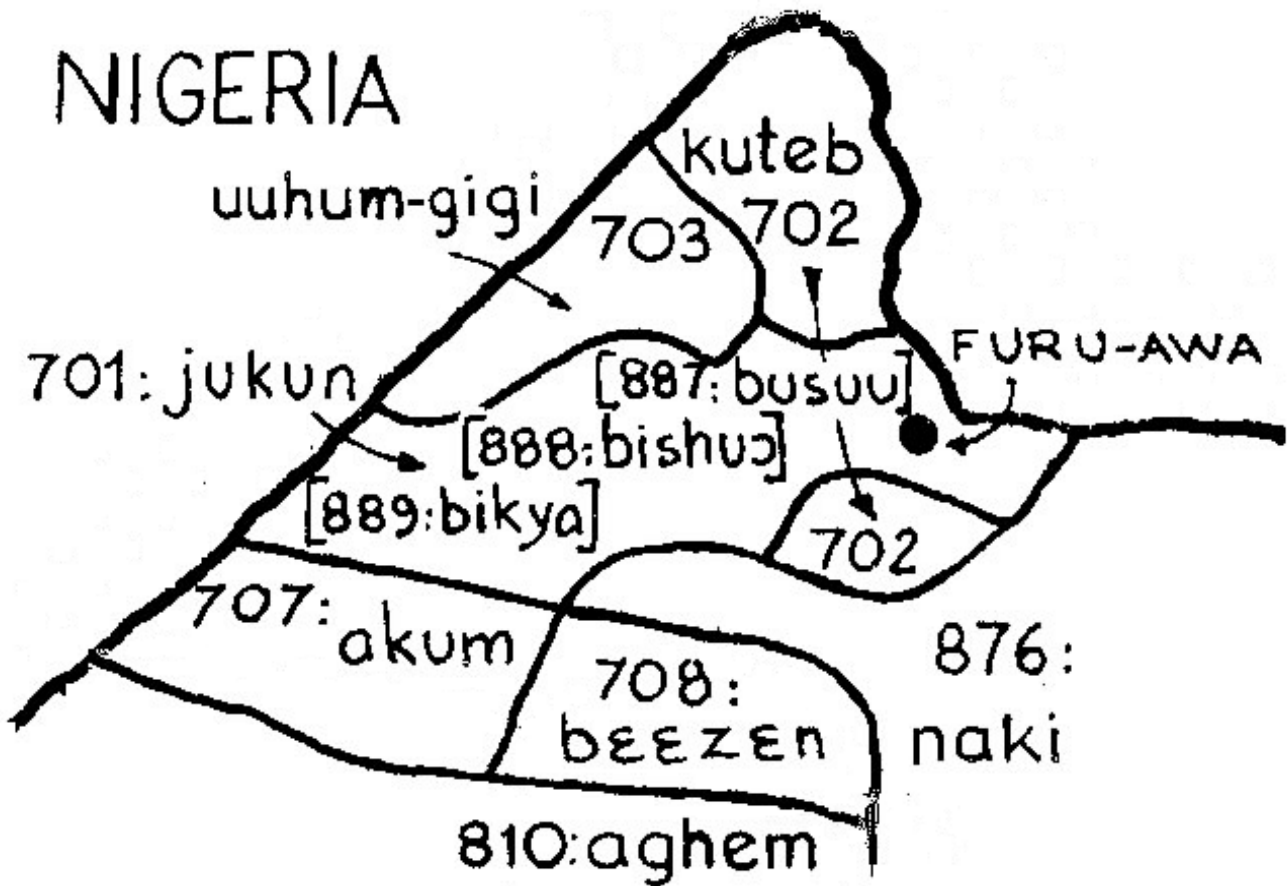 NIGERIA
kuteb
702
uuhum-gigi
703
FURU-AWA
701: jukun
[887: busuu]
[888: bishuɔ]
[889: bikya]
702
707: akum
876: naki
708: bɛɛzɛn
810: aghem